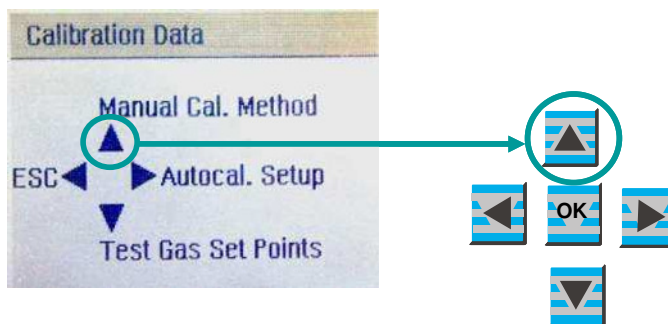 Calibration Data
Manual Cal. Method
ESC
Autocal. Setup
Test Gas Set Points
OK